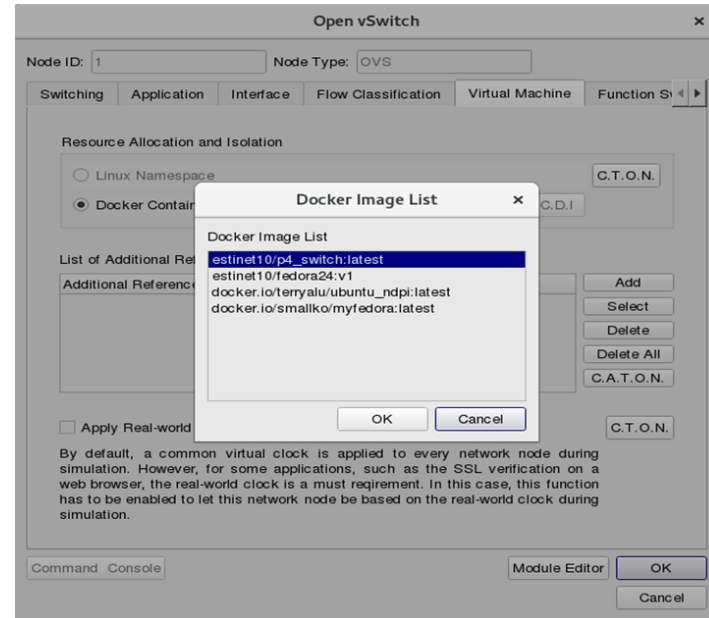 Open vSwitch ×
Node ID: 1 Node Type: OVS
Switching Application Interface Flow Classification Virtual Machine Function
Resource Allocation and Isolation
Linux Namespace C.T.O.N.
Docker C.D.I
Docker Image List ×
Docker Image List
estinet10/p4_switch:latest
estinet10/fedora24:v1
docker.io/terryalu/ubuntu_ndpi:latest
docker.io/smallko/myfedora:latest
OK Cancel
List of Additional
Additional Add
Select
Delete
Delete All
C.A.T.O.N.
Apply Real-world C.T.O.N.
By default, a common virtual clock is applied to every network node during
simulation. However, for some applications, such as the SSL verification on a
web browser, the real-world clock is a must reqirement. In this case, this function
has to be enabled to let this network node be based on the real-world clock during
simulation.
Command Console Module Editor OK
Cancel